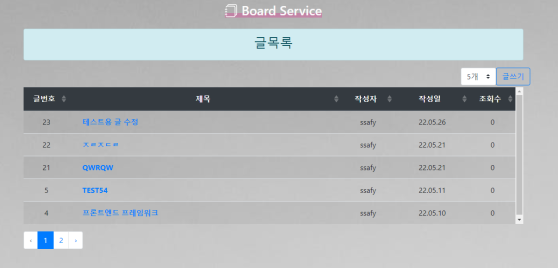 Board Service
글목록
5개 글쓰기
글번호 제목 작성자 작성일 조회수
23 테스트용 글 수정 ssafy 22.05.26 0
22 ssafy 22.05.21 0
21 QWRQW ssafy 22.05.21 0
5 TEST54 ssafy 22.05.11 0
4 프론트엔드 프레임워크 ssafy 22.05.10 0
‹ 1 2 ›